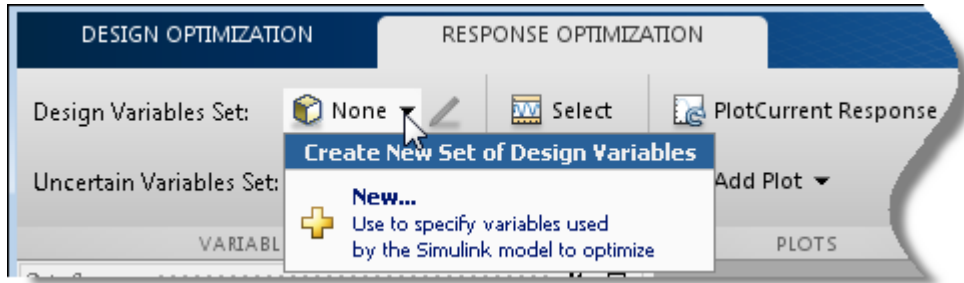 DESIGN OPTIMIZATION
RESPONSE OPTIMIZATION
Design Variables Set:
None
Select
PlotCurrent Response
Create New Set of Design Variables
Uncertain Variables Set:
Add Plot
New...
Use to specify variables used
by the Simulink model to optimize
VARIABL
PLOTS